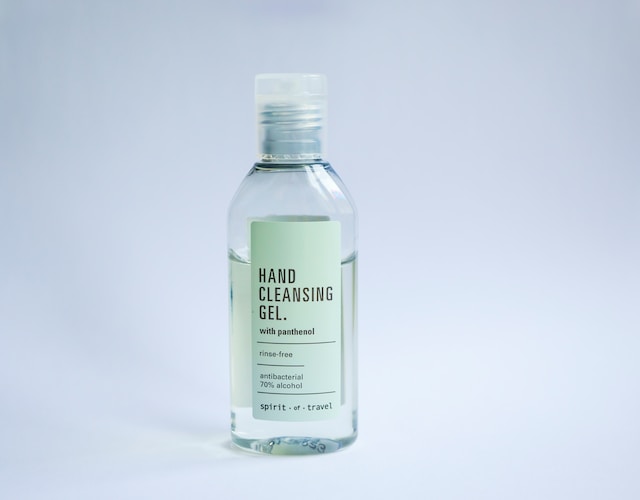 HAND
CLEANSING
GEL.
with panthenol
rinse-free
antibacterial
70% alcohol
spirit · of · travel